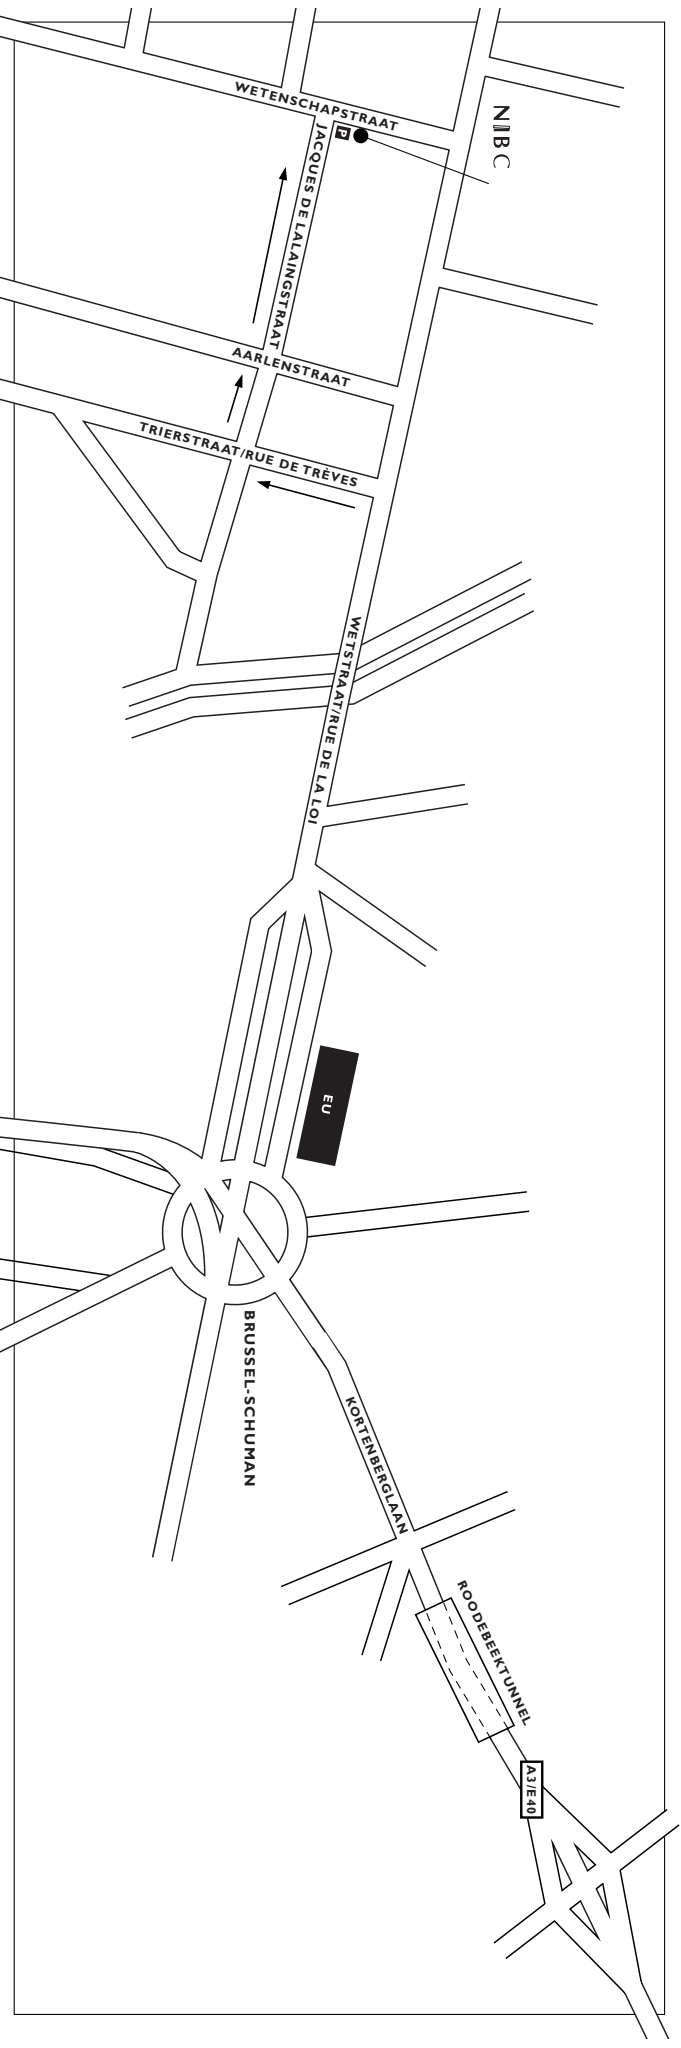 WETENSCHAPSTRAAT
NIBC
P
JACQUES DE LALAINGSTRAAT
AARLENSTRAAT
TRIERSTRAAT/RUE DE TRÈVES
WETSTRAAT/RUE DE LA LOI
EU
BRUSSEL-SCHUMAN
KORTENBERGLAAN
ROODEBEEKTUNNEL
A3/E40